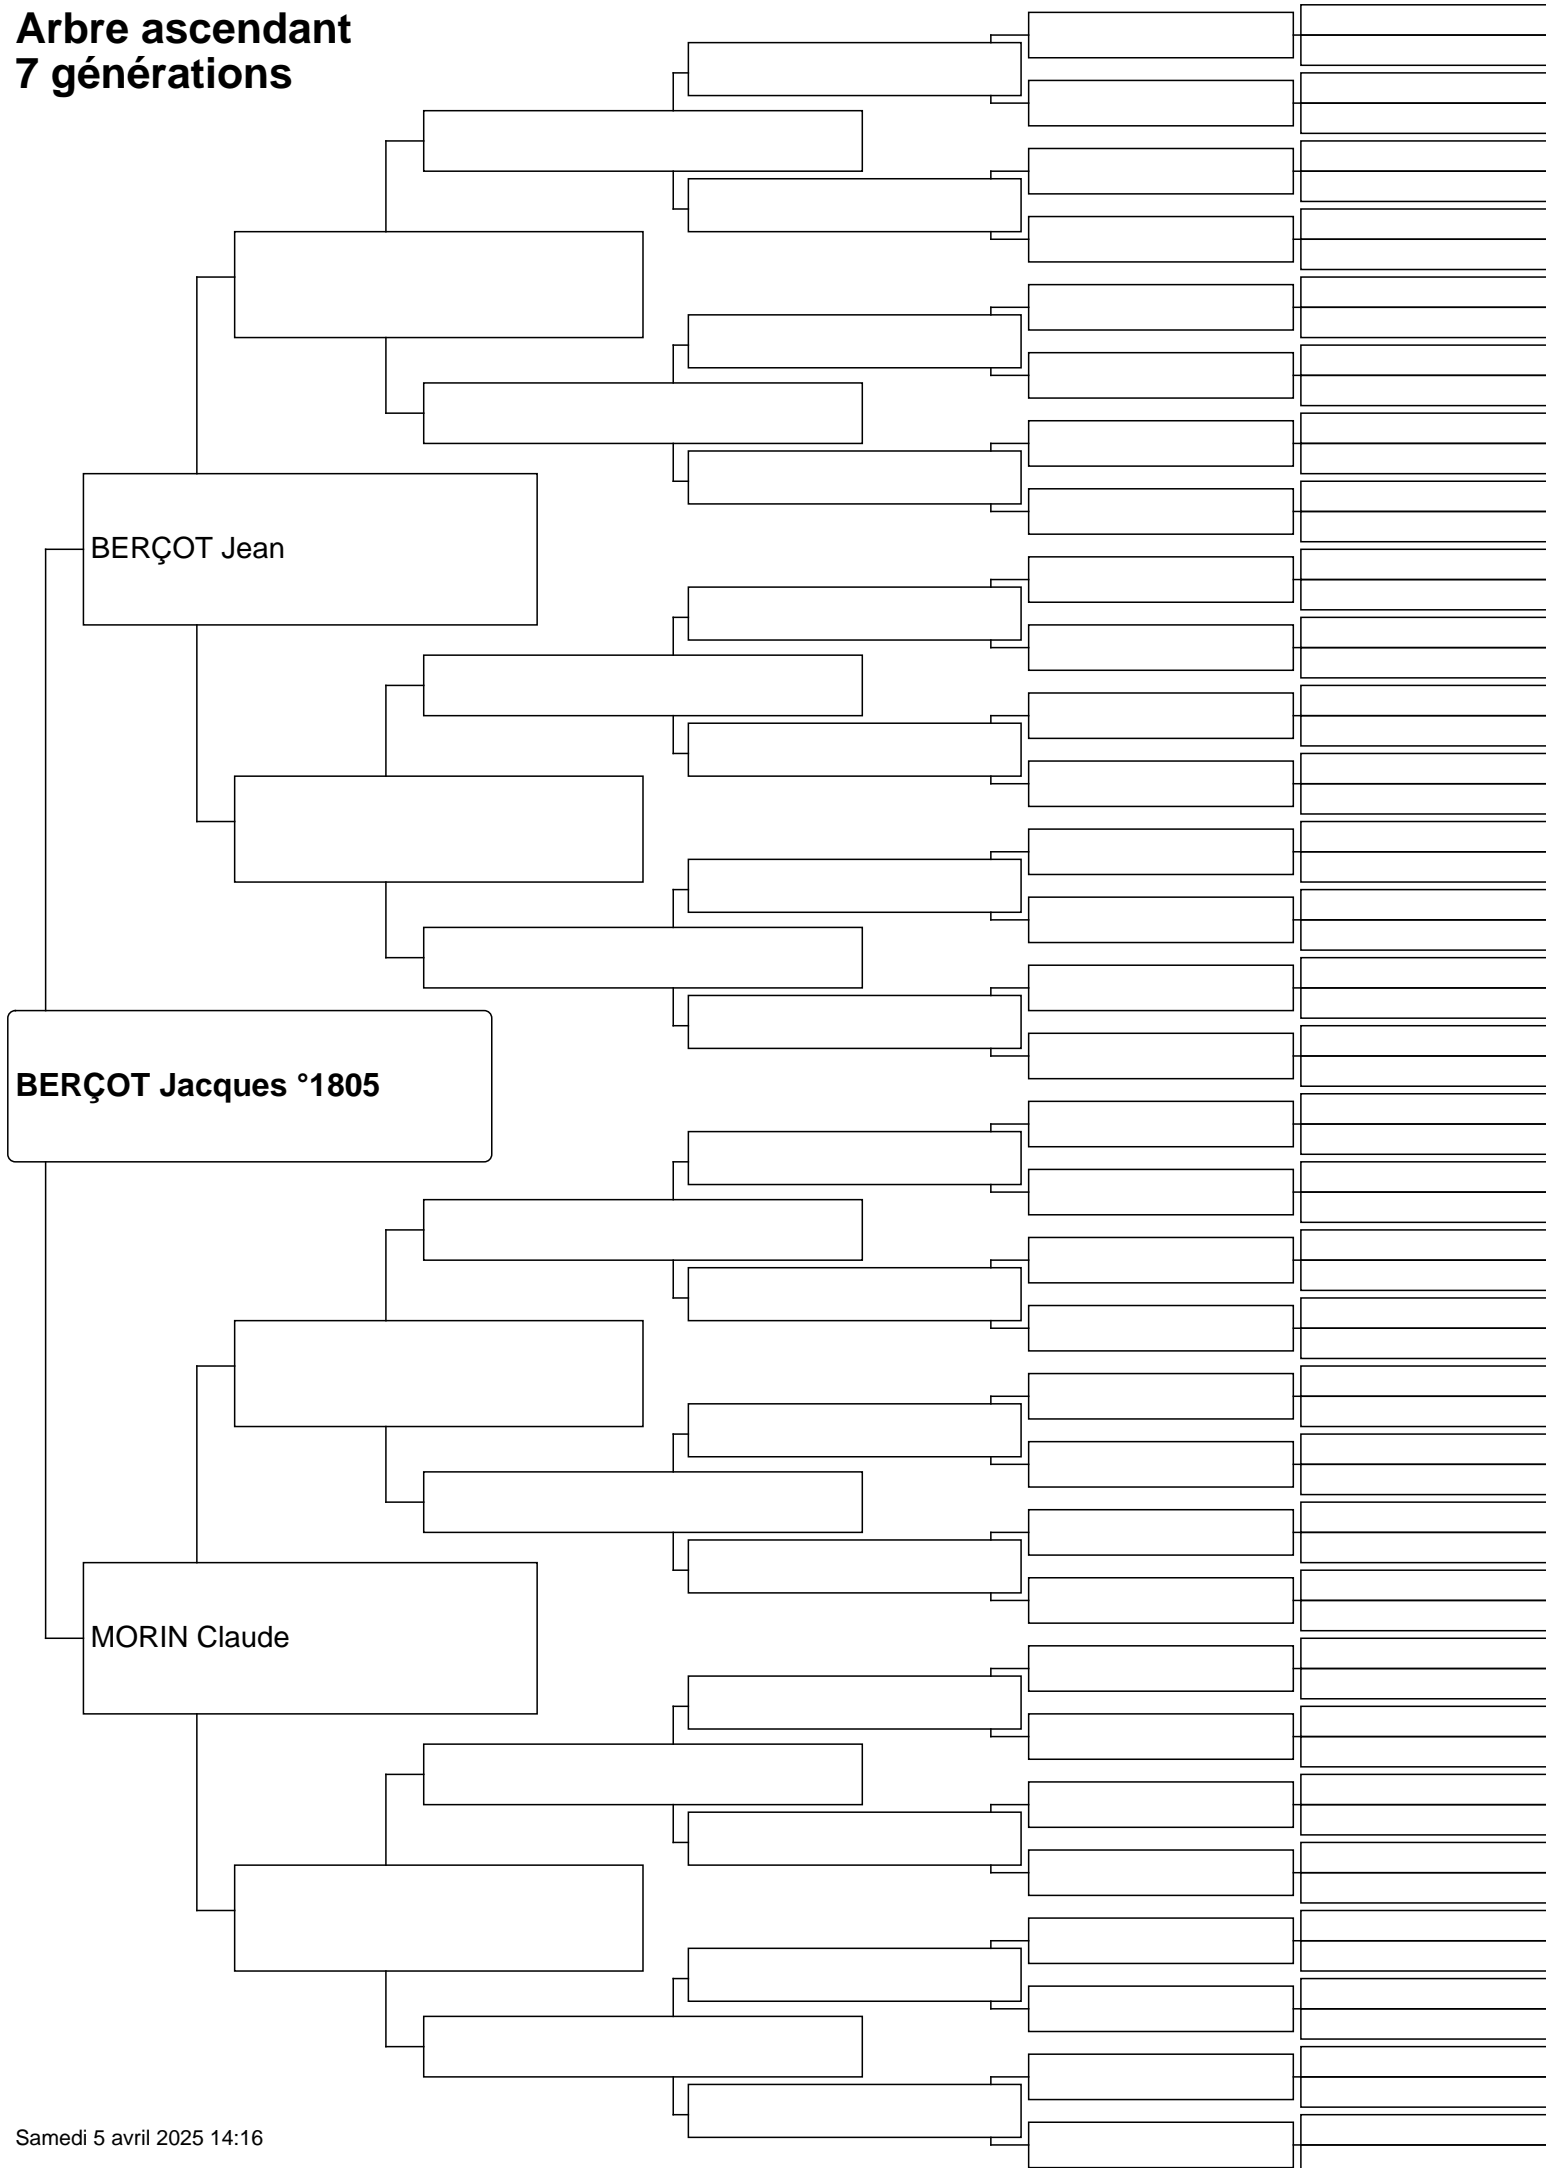 Arbre ascendant
7 générations
BERÇOT Jean
BERÇOT Jacques °1805
MORIN Claude
Samedi 5 avril 2025 14:16